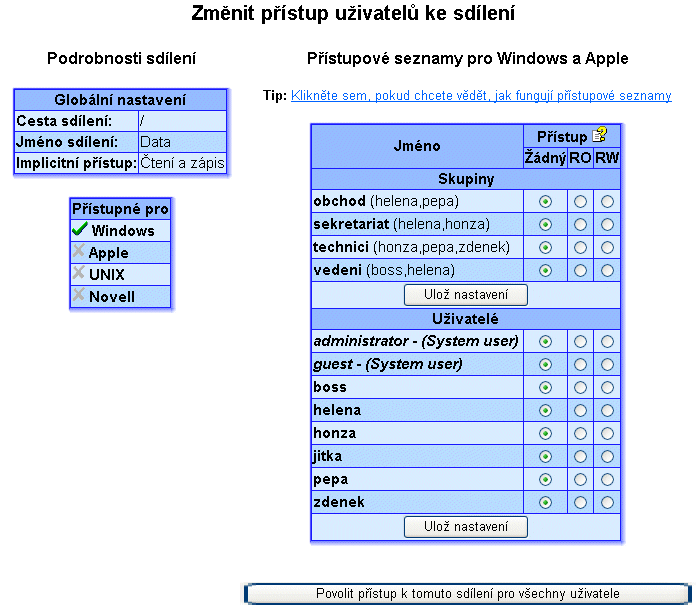 Změnit přístup uživatelů ke sdílení
Podrobnosti sdílení
Globální nastavení
Cesta sdílení: /
Jméno sdílení: Data
Implicitní přístup: Čtení a zápis
Přístupné pro
Windows
Apple
UNIX
Novell
Přístupové seznamy pro Windows a Apple
Tip: Klikněte sem, pokud chcete vědět, jak fungují přístupové seznamy
Jméno Přístup
Žádný RO RW
Skupiny
obchod (helena,pepa)
sekretariat (helena,honza)
technici (honza,pepa,zdenek)
vedeni (boss,helena)
Ulož nastavení
Uživatelé
administrator - (System user)
guest - (System user)
boss
helena
honza
jitka
pepa
zdenek
Ulož nastavení
Povolit přístup k tomuto sdílení pro všechny uživatele